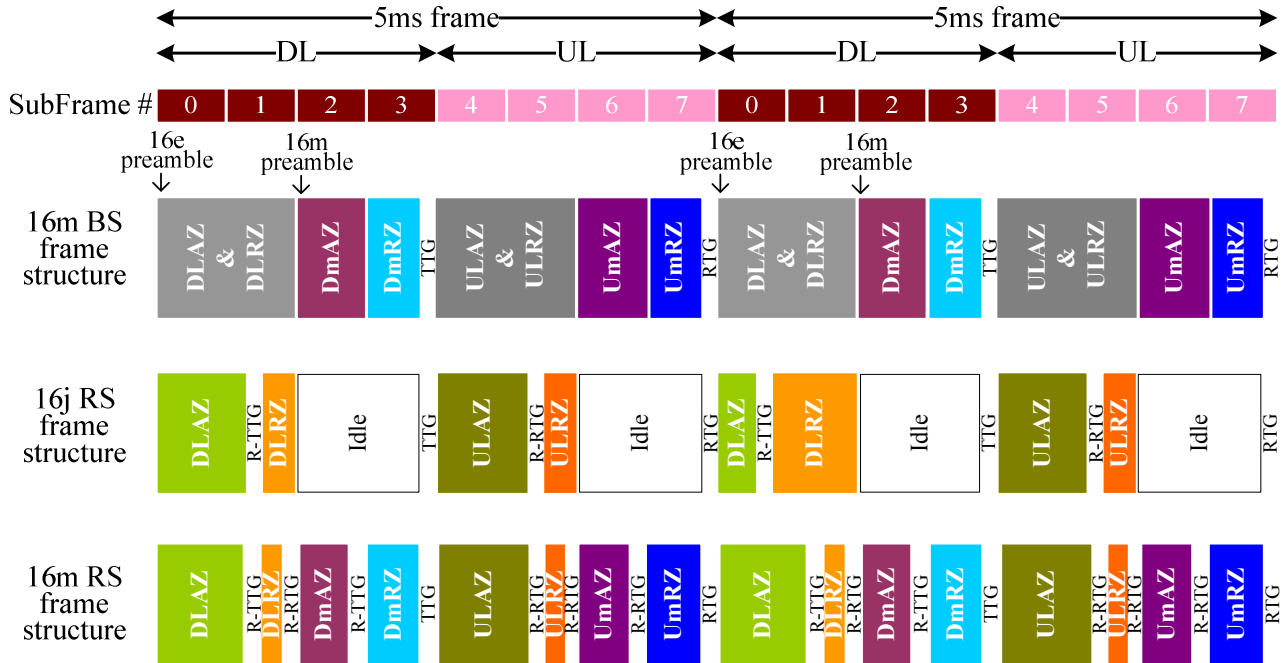 5ms frame 5ms frame
DL UL DL UL
SubFrame # 0 1 2 3 4 5 6 7 0 1 2 3 4 5 6 7
16e preamble 16m preamble 16e preamble 16m preamble
16m BS
frame
structure
DLAZ & DLRZ DmAZ DmRZ TTG ULAZ & ULRZ UmAZ UmRZ RTG DLAZ & DLRZ DmAZ DmRZ TTG ULAZ & ULRZ UmAZ UmRZ RTG
16j RS
frame
structure
DLAZ R-TTG DLRZ Idle TTG ULAZ R-RTG ULRZ Idle RTG DLAZ R-TTG DLRZ Idle TTG ULAZ R-RTG ULRZ Idle RTG
16m RS
frame
structure
DLAZ R-TTG DLRZ R-RTG DmAZ R-TTG DmRZ TTG ULAZ R-RTG ULRZ R-RTG UmAZ R-RTG UmRZ RTG DLAZ R-TTG DLRZ R-RTG DmAZ R-TTG DmRZ TTG ULAZ R-RTG ULRZ R-RTG UmAZ R-RTG UmRZ RTG